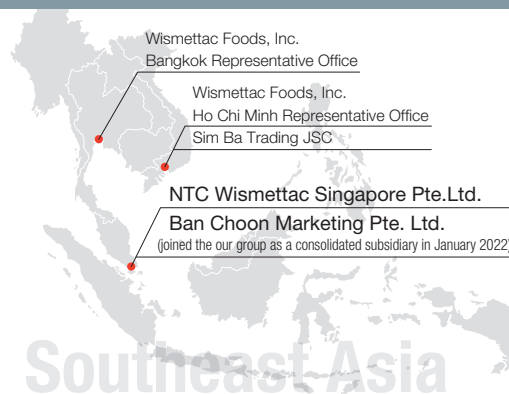 Wismettac Foods, Inc.
Bangkok Representative Office
Wismettac Foods, Inc.
Ho Chi Minh Representative Office
Sim Ba Trading JSC
NTC Wismettac Singapore Pte.Ltd.
Ban Choon Marketing Pte. Ltd.
(joined the our group as a consolidated subsidiary in January 2022)
Southeast Asia